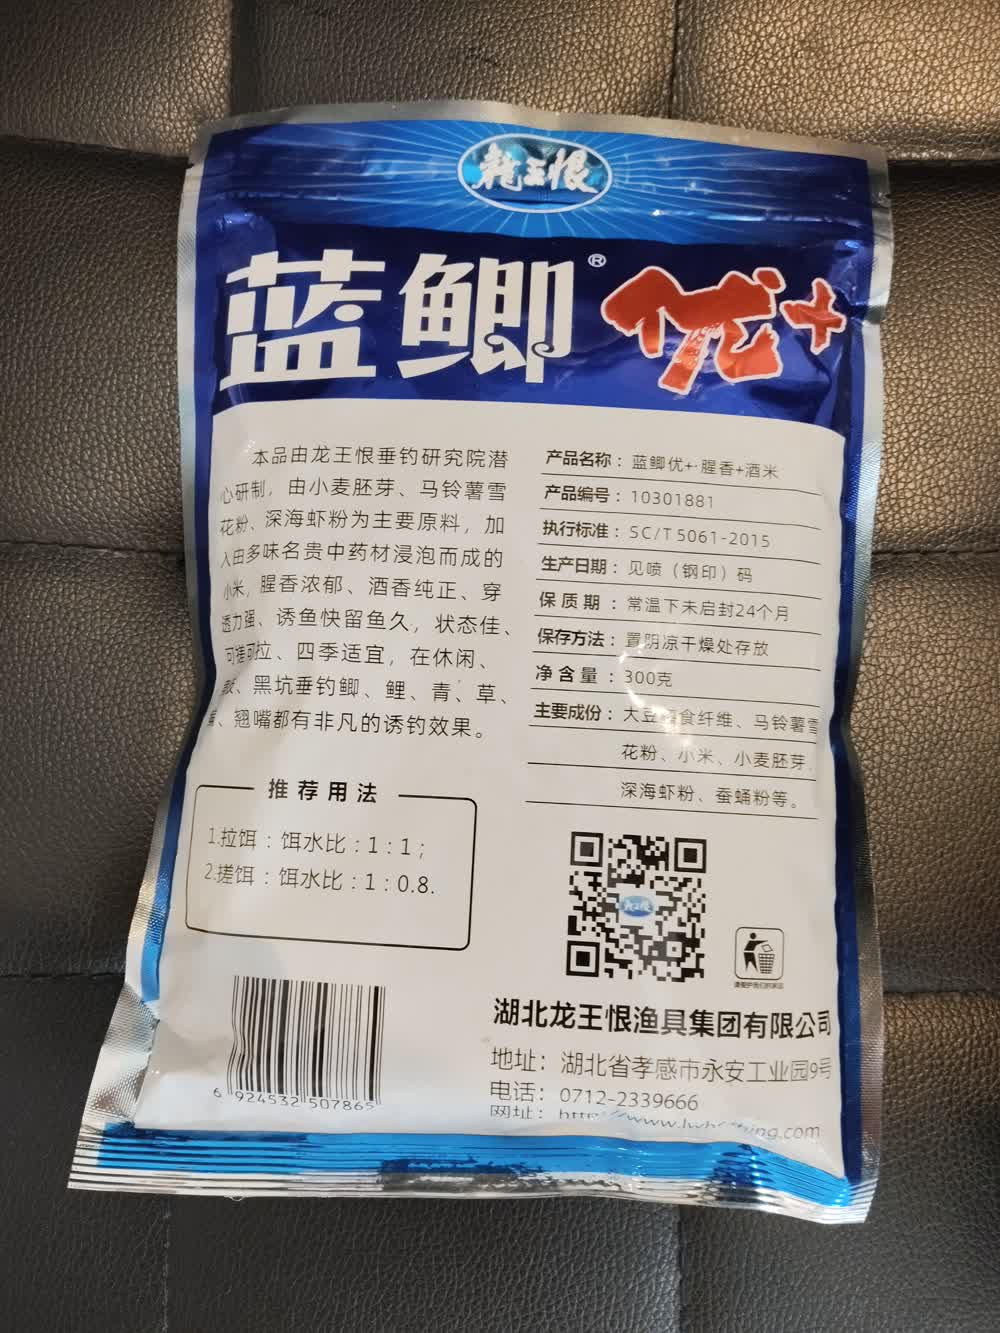 龍王恨
蓝鲫® 优+
本品由龙王恨垂钓研究院潜
心研制，由小麦胚芽、马铃薯雪
花粉、深海虾粉为主要原料，加
入由多味名贵中药材浸泡而成的
小米，腥香浓郁、酒香纯正、穿
透力强、诱鱼快留鱼久，状态佳、
可搓可拉、四季适宜，在休闲、
、黑坑垂钓鲫、鲤、青、草、
、翘嘴都有非凡的诱钓效果。
推荐用法
1.拉饵：饵水比：1：1；
2.搓饵：饵水比：1：0.8.
产品名称：蓝鲫优+·腥香+酒米
产品编号：10301881
执行标准：SC/T 5061-2015
生产日期：见喷（钢印）码
保质期：常温下未启封24个月
保存方法：置阴凉干燥处存放
净含量：300克
主要成份：大豆膳食纤维、马铃薯雪
花粉、小米、小麦胚芽、
深海虾粉、蚕蛹粉等。
湖北龙王恨渔具集团有限公司
地址：湖北省孝感市永安工业园9号
电话：0712-2339666
网址：
6 924532 507865